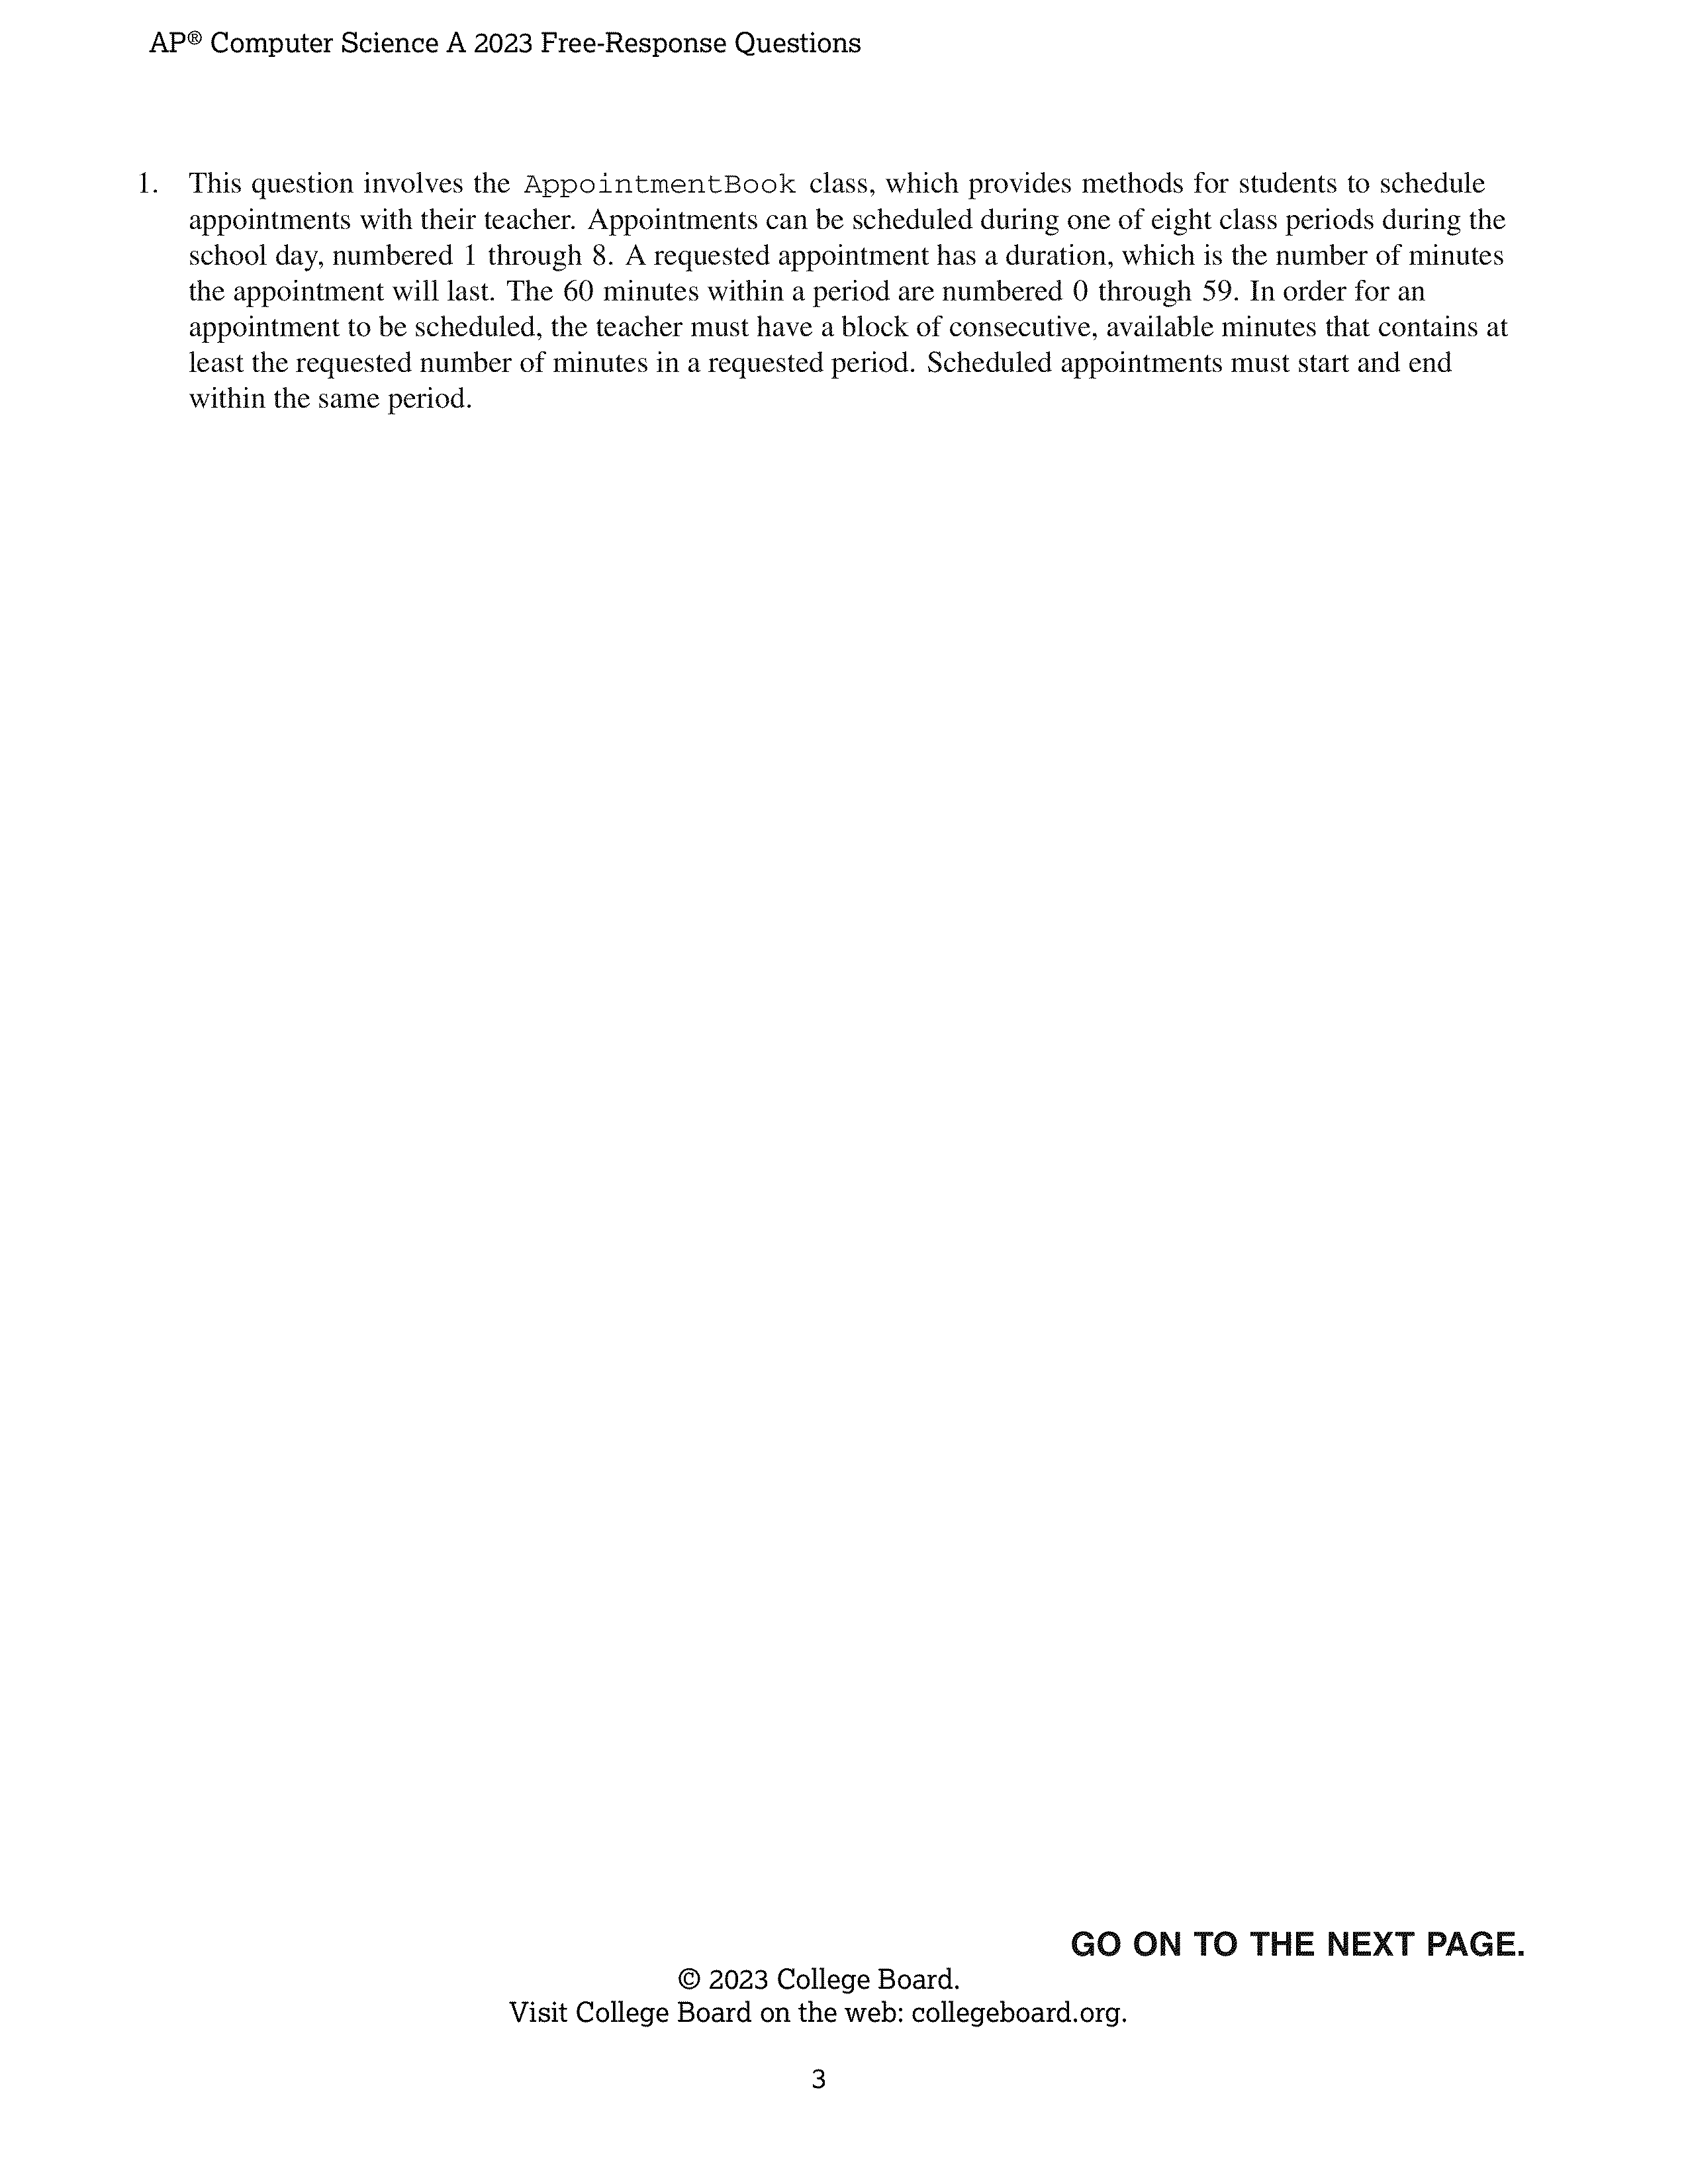 AP® Computer Science A 2023 Free-Response Questions
1. This question involves the AppointmentBook class, which provides methods for students to schedule
appointments with their teacher. Appointments can be scheduled during one of eight class periods during the
school day, numbered 1 through 8. A requested appointment has a duration, which is the number of minutes
the appointment will last. The 60 minutes within a period are numbered 0 through 59. In order for an
appointment to be scheduled, the teacher must have a block of consecutive, available minutes that contains at
least the requested number of minutes in a requested period. Scheduled appointments must start and end
within the same period.
GO ON TO THE NEXT PAGE.
© 2023 College Board.
Visit College Board on the web: collegeboard.org.
3